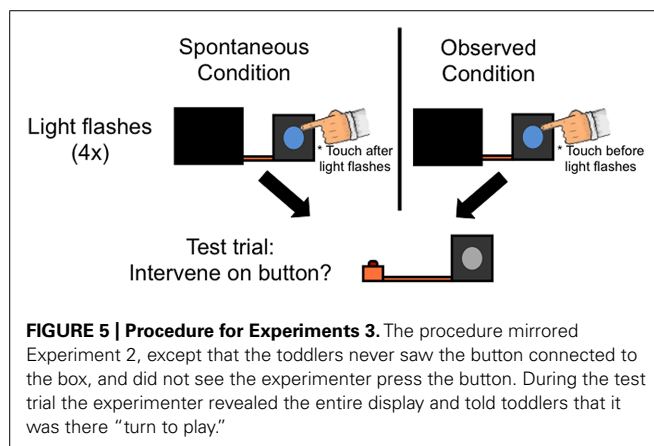 Spontaneous
Condition
Observed
Condition
Light flashes
(4x)
* Touch after
light flashes
* Touch before
light flashes
Test trial:
Intervene on button?
FIGURE 5 | Procedure for Experiments 3. The procedure mirrored
Experiment 2, except that the toddlers never saw the button connected to
the box, and did not see the experimenter press the button. During the test
trial the experimenter revealed the entire display and told toddlers that it
was there “turn to play.”